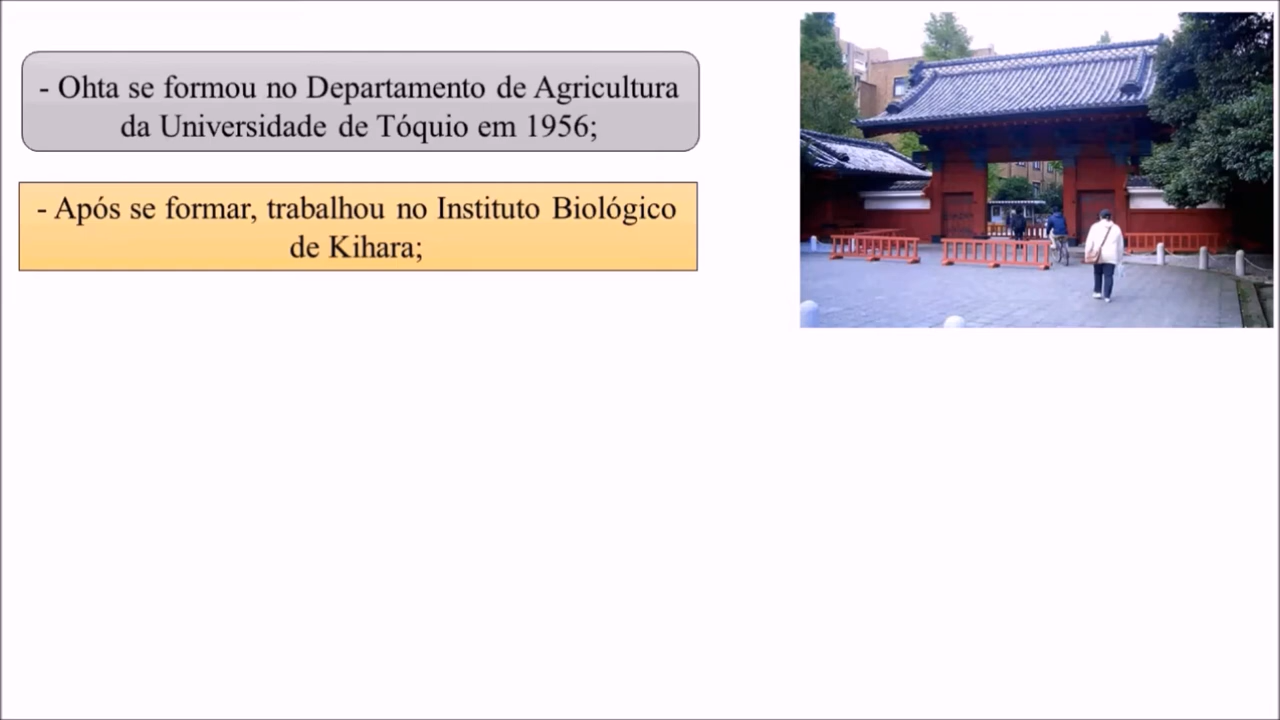 - Ohta se formou no Departamento de Agricultura
da Universidade de Tóquio em 1956;
- Após se formar, trabalhou no Instituto Biológico
de Kihara;